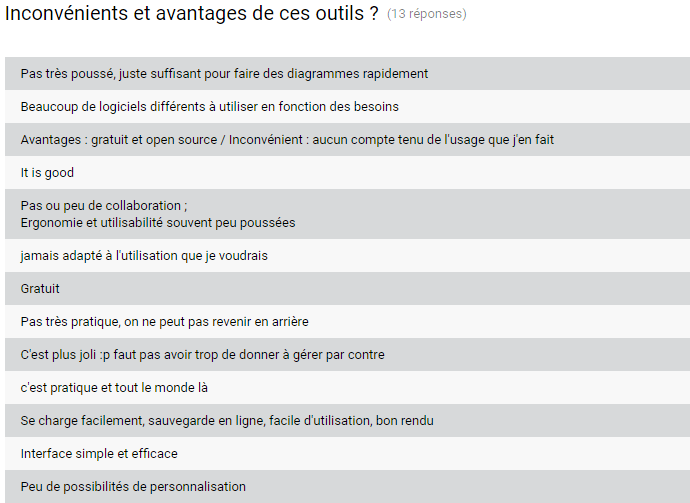 Inconvénients et avantages de ces outils ? (13 réponses)
Pas très poussé, juste suffisant pour faire des diagrammes rapidement
Beaucoup de logiciels différents à utiliser en fonction des besoins
Avantages : gratuit et open source / Inconvénient : aucun compte tenu de l'usage que j'en fait
It is good
Pas ou peu de collaboration ;
Ergonomie et utilisabilité souvent peu poussées
jamais adapté à l'utilisation que je voudrais
Gratuit
Pas très pratique, on ne peut pas revenir en arrière
C'est plus joli :p faut pas avoir trop de donner à gérer par contre
c'est pratique et tout le monde là
Se charge facilement, sauvegarde en ligne, facile d'utilisation, bon rendu
Interface simple et efficace
Peu de possibilités de personnalisation